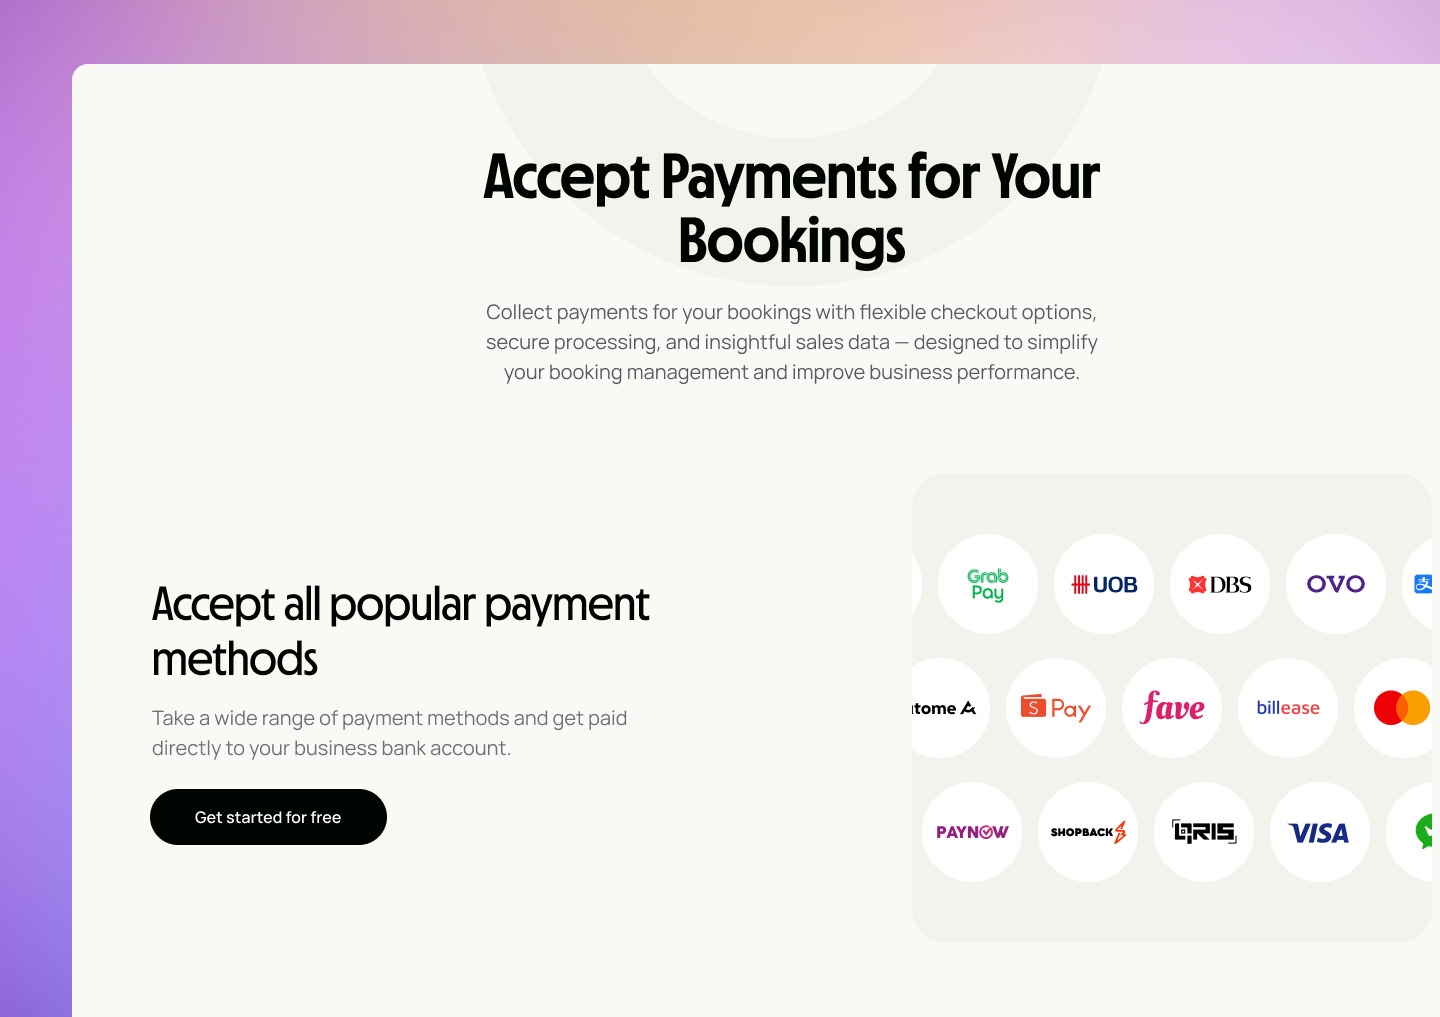 Accept Payments for Your
Bookings
Collect payments for your bookings with flexible checkout options,
secure processing, and insightful sales data — designed to simplify
your booking management and improve business performance.
Accept all popular payment
methods
Take a wide range of payment methods and get paid
directly to your business bank account.
Get started for free
Grab
Pay
UOB
DBS
OVO
支
tome
S Pay
fave
billease
PAYNOW
SHOPBACK
QRIS
VISA